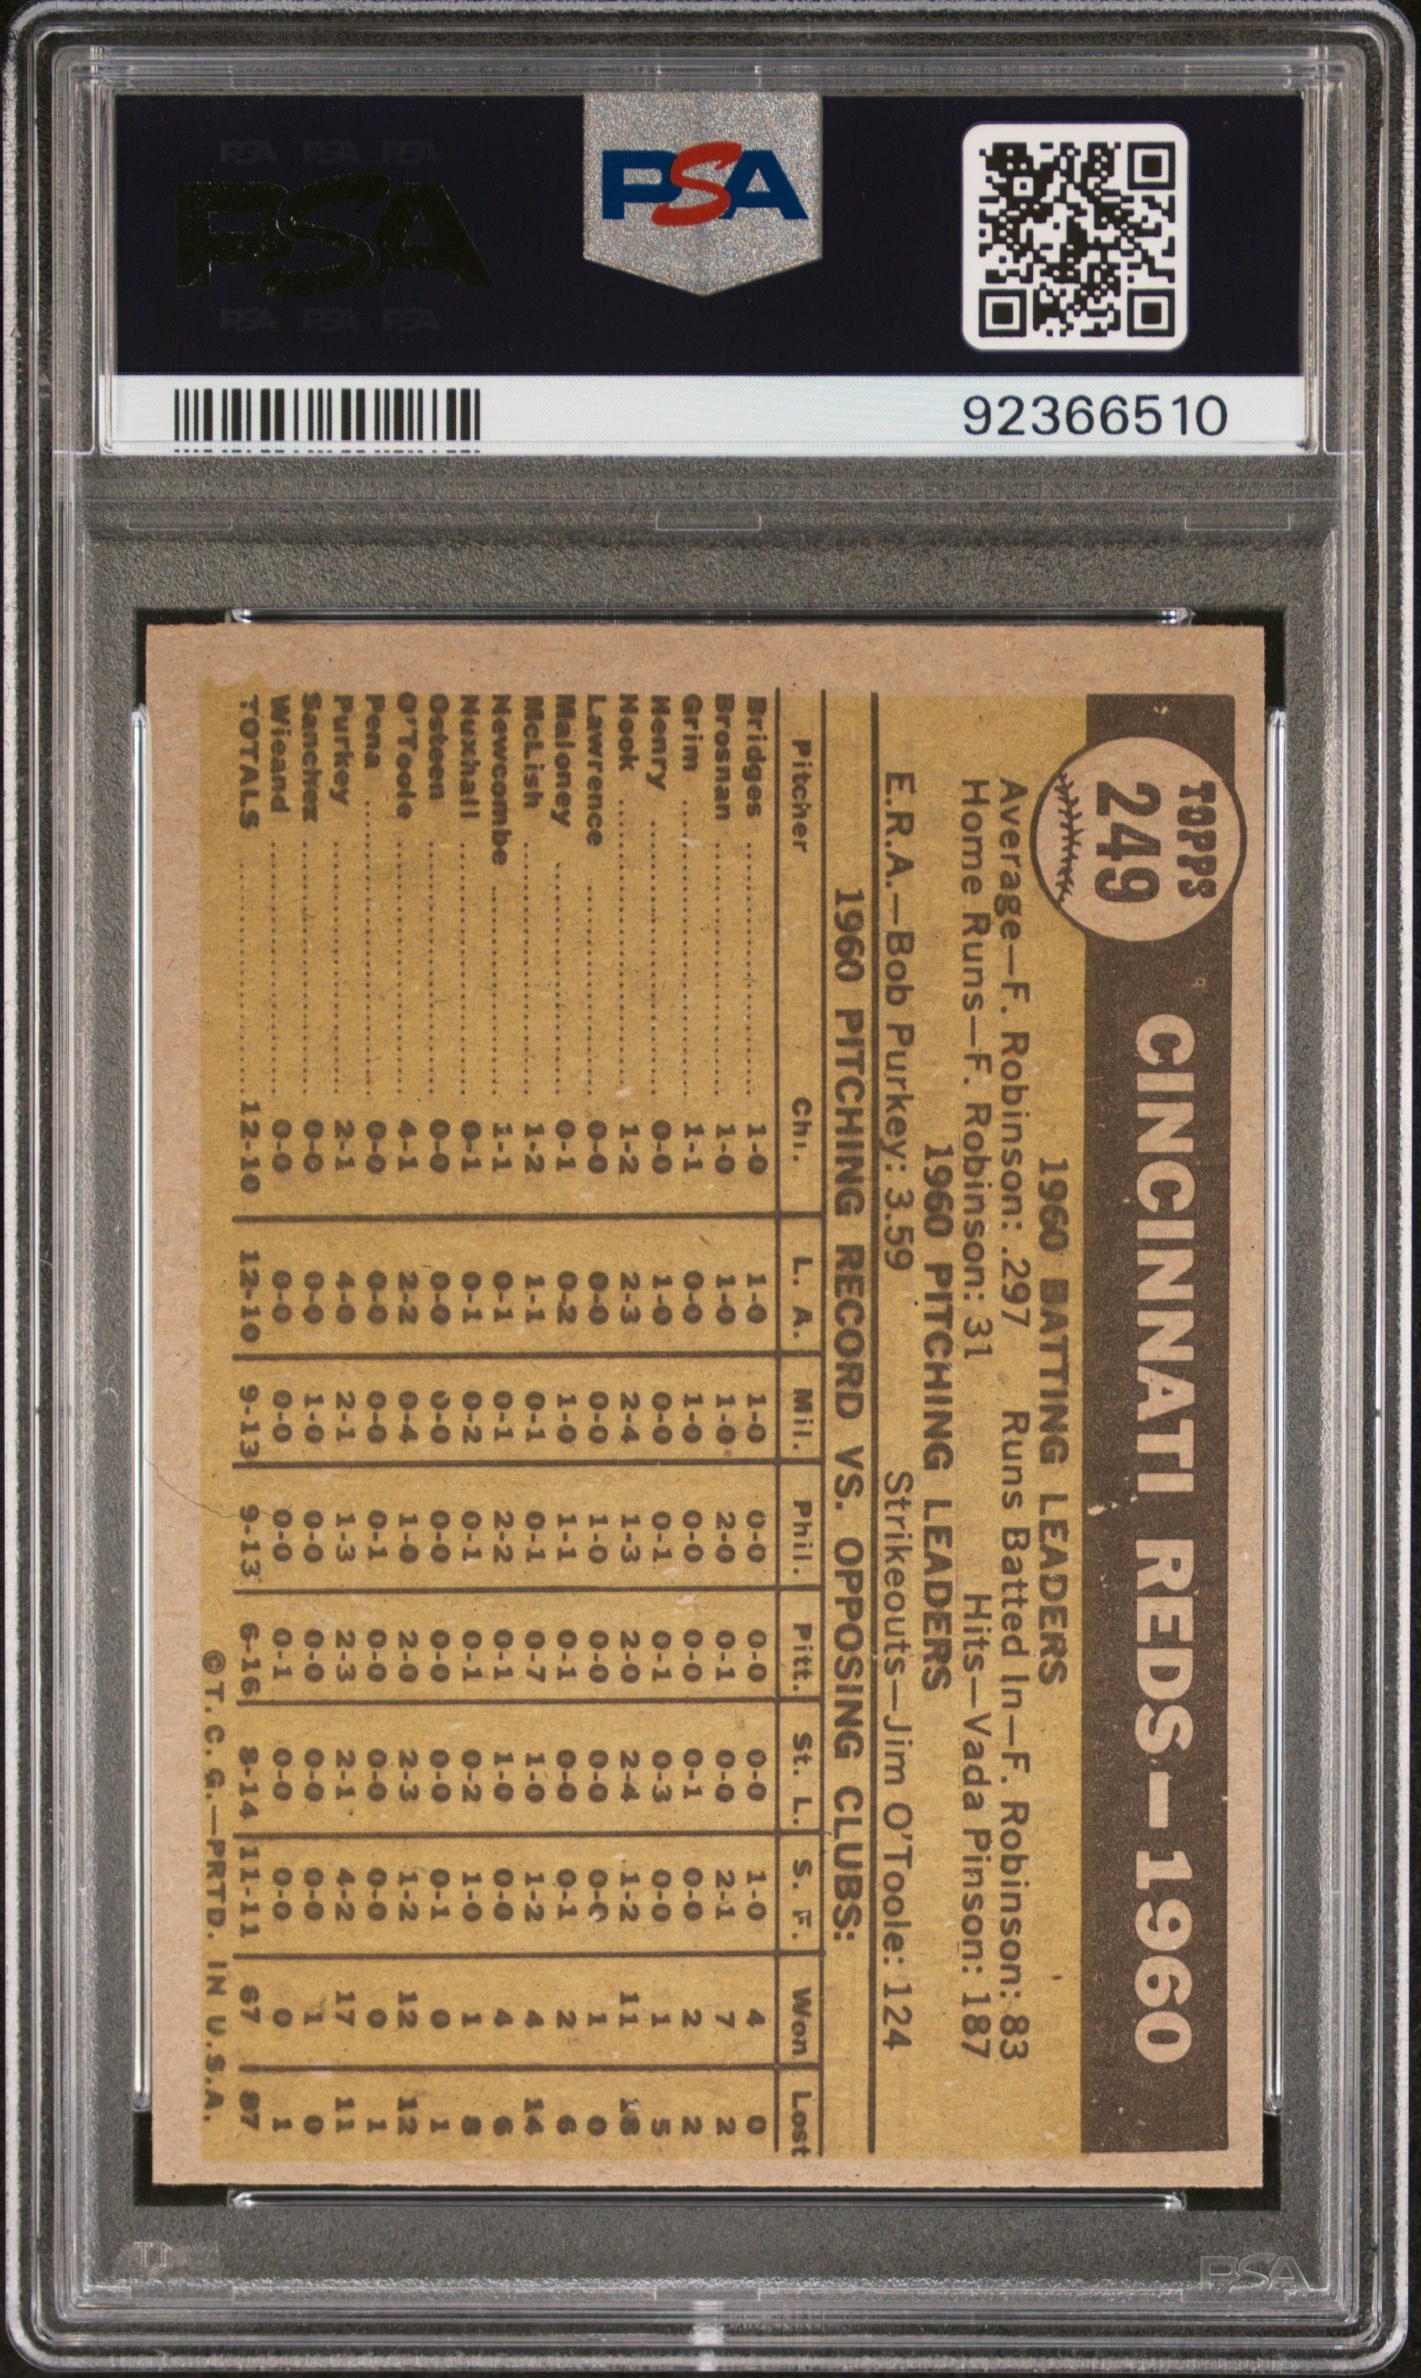 PSA PSA PSA
PSA
PSA PSA PSA
PSA
92366510
TOPPS
249
CINCINNATI REDS—1960
1960 BATTING LEADERS
Average—F. Robinson: .297 Runs Batted In—F. Robinson: 83
Home Runs—F. Robinson: 31 Hits—Vada Pinson: 187
1960 PITCHING LEADERS
E.R.A.—Bob Purkey: 3.59 Strikeouts—Jim O'Toole: 124
1960 PITCHING RECORD VS. OPPOSING CLUBS:
Pitcher Chi. L. A. Mil. Phil. Pitt. St. L. S. F. Won Lost
Bridges 1-0 1-0 1-0 0-0 0-0 0-0 1-0 4 0
Brosnan 1-0 1-0 1-0 2-0 0-1 0-0 2-1 7 2
Grim 1-1 0-0 1-0 0-0 0-0 0-1 0-0 2 2
Henry 0-0 1-0 0-0 0-1 0-1 0-3 0-0 1 5
Hook 1-2 2-3 2-4 1-3 2-0 2-4 1-2 11 18
Lawrence 0-0 0-0 0-0 1-0 0-0 0-0 0-0 1 0
Maloney 0-1 0-2 1-0 1-1 0-1 0-0 0-1 2 6
McLish 1-2 1-1 0-1 0-1 0-7 1-0 1-2 4 14
Newcombe 1-1 0-1 0-1 2-2 0-1 1-0 0-0 4 6
Nuxhall 0-1 0-1 0-2 0-1 0-1 0-2 1-0 1 8
Osteen 0-0 0-0 0-0 0-0 0-0 0-0 0-1 0 1
O'Toole 4-1 2-2 0-4 1-0 2-0 2-3 1-2 12 12
Pena 0-0 0-0 0-0 0-1 0-0 0-0 0-0 0 1
Purkey 2-1 4-0 2-1 1-3 2-3 2-1 4-2 17 11
Sanchez 0-0 0-0 1-0 0-0 0-0 0-0 0-0 1 0
Wieand 0-0 0-0 0-0 0-0 0-1 0-0 0-0 0 1
TOTALS 12-10 12-10 9-13 9-13 6-16 8-14 11-11 67 87
© T. C. G.—PRTD. IN U.S.A.
PSA